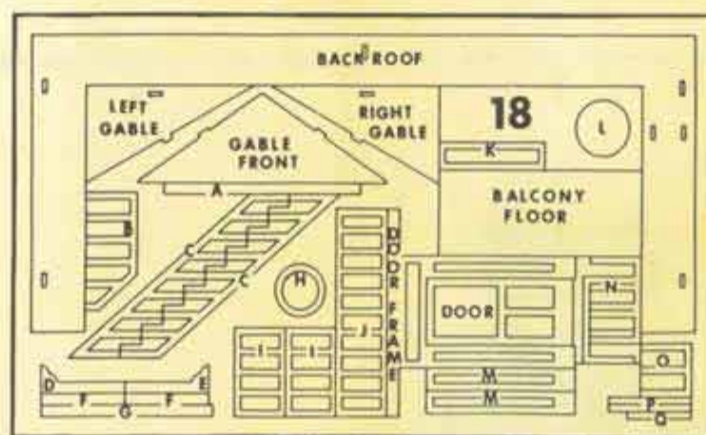 BACK ROOF
LEFT GABLE
RIGHT GABLE
18
L
GABLE FRONT
K
A
BALCONY FLOOR
B
C
C
DOOR FRAME
H
N
DOOR
J
I
I
O
D
E
M
F
F
M
P
G
Q